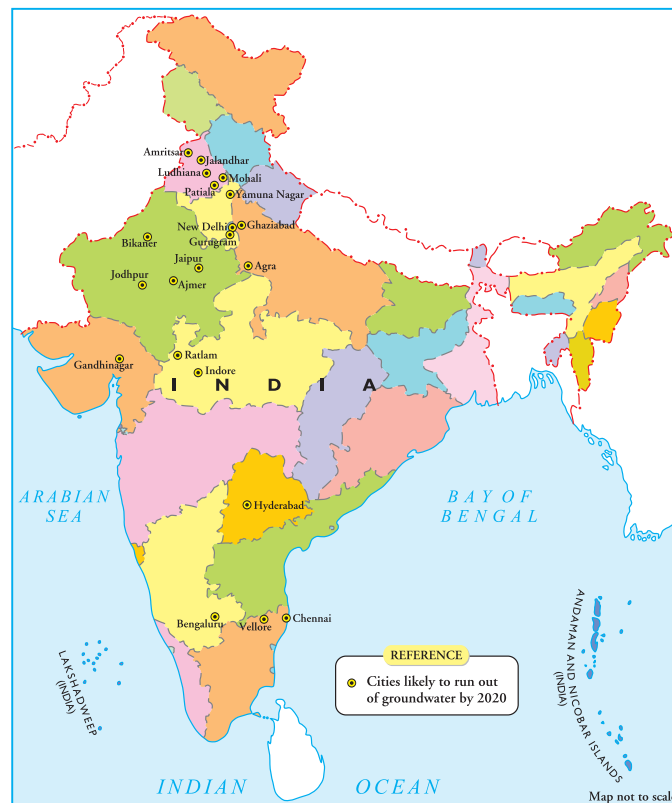 Amritsar
Jalandhar
Ludhiana
Mohali
Patiala
Yamuna Nagar
New Delhi
Ghaziabad
Gurugram
Bikaner
Jaipur
Agra
Jodhpur
Ajmer
Ratlam
Gandhinagar
Indore
INDIA
ARABIAN
SEA
Hyderabad
BAY OF
BENGAL
Bengaluru
Vellore
Chennai
LAKSHADWEEP
(INDIA)
ANDAMAN AND NICOBAR ISLANDS
(INDIA)
REFERENCE
Cities likely to run out
of groundwater by 2020
INDIAN OCEAN
Map not to scale